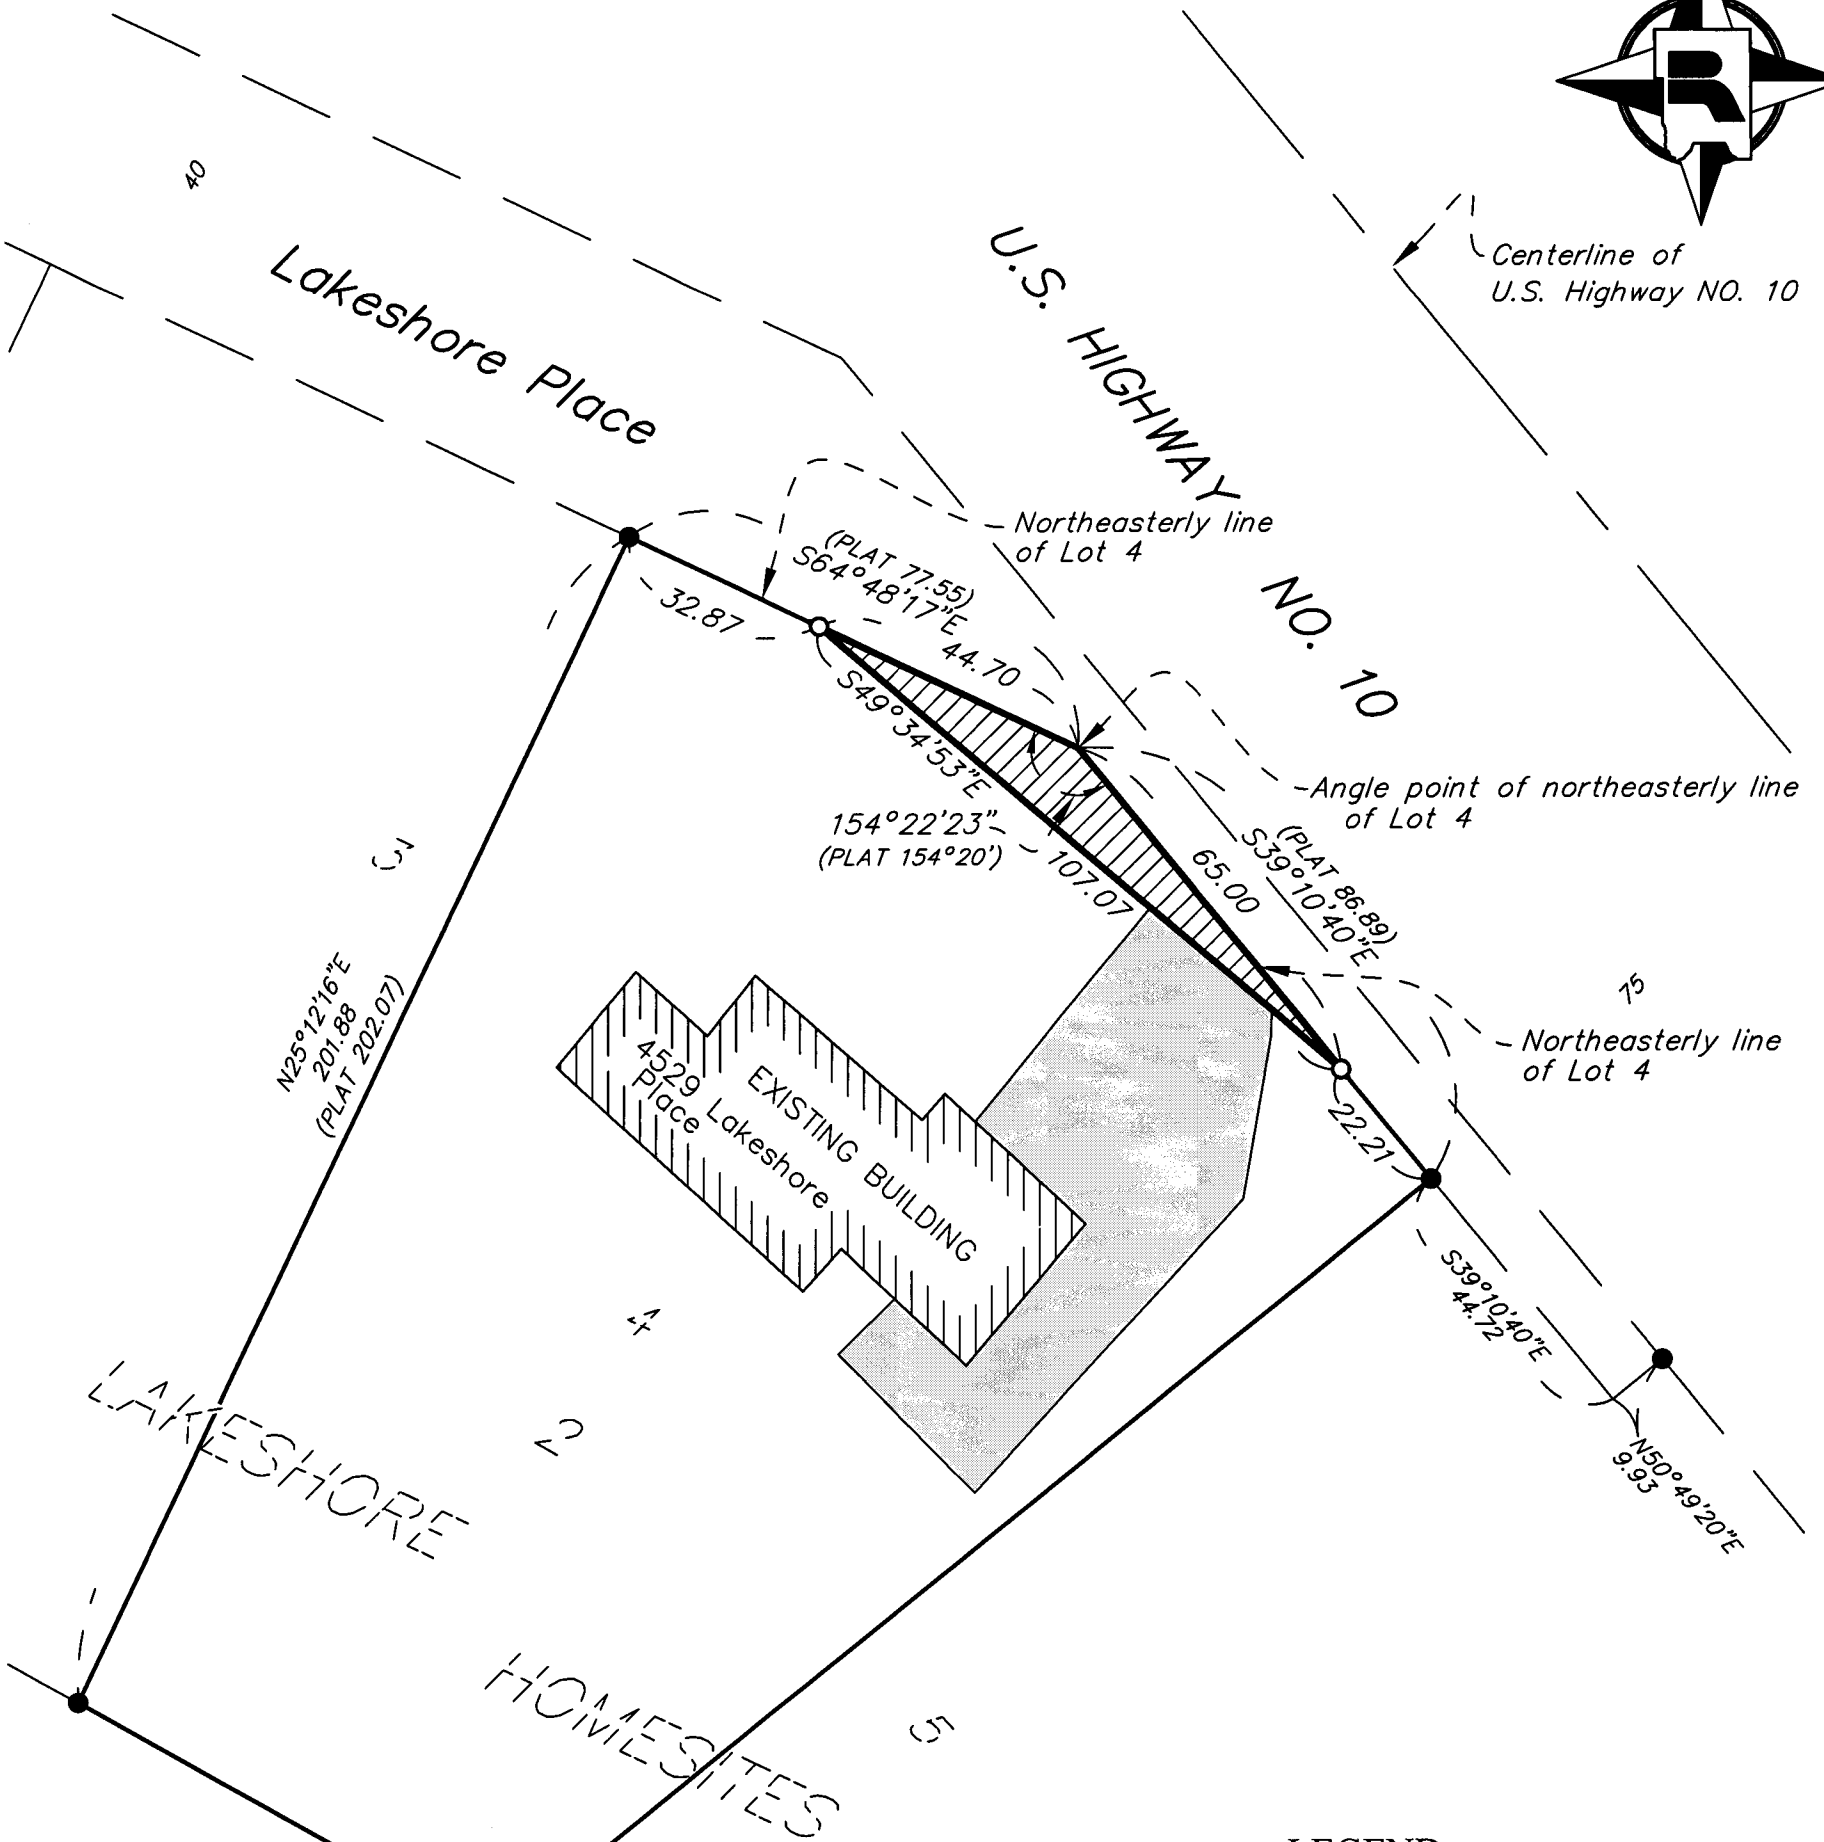 R
Centerline of
U.S. Highway NO. 10
40
Lakeshore Place
U.S. HIGHWAY NO. 10
Northeasterly line
of Lot 4
(PLAT 77.55)
S64°48'17"E
32.87
44.70
S49°34'53"E
Angle point of northeasterly line
of Lot 4
154°22'23"
(PLAT 154°20')
107.07
65.00
(PLAT 86.89)
S39°10'40"E
3
75
N25°12'16"E
201.88
(PLAT 202.07)
Northeasterly line
of Lot 4
4529 Lakeshore
Place
EXISTING BUILDING
22.21
S39°10'40"E
44.72
4
2
N50°49'20"E
9.93
LAKESHORE
HOMESITES
5
LEGEND